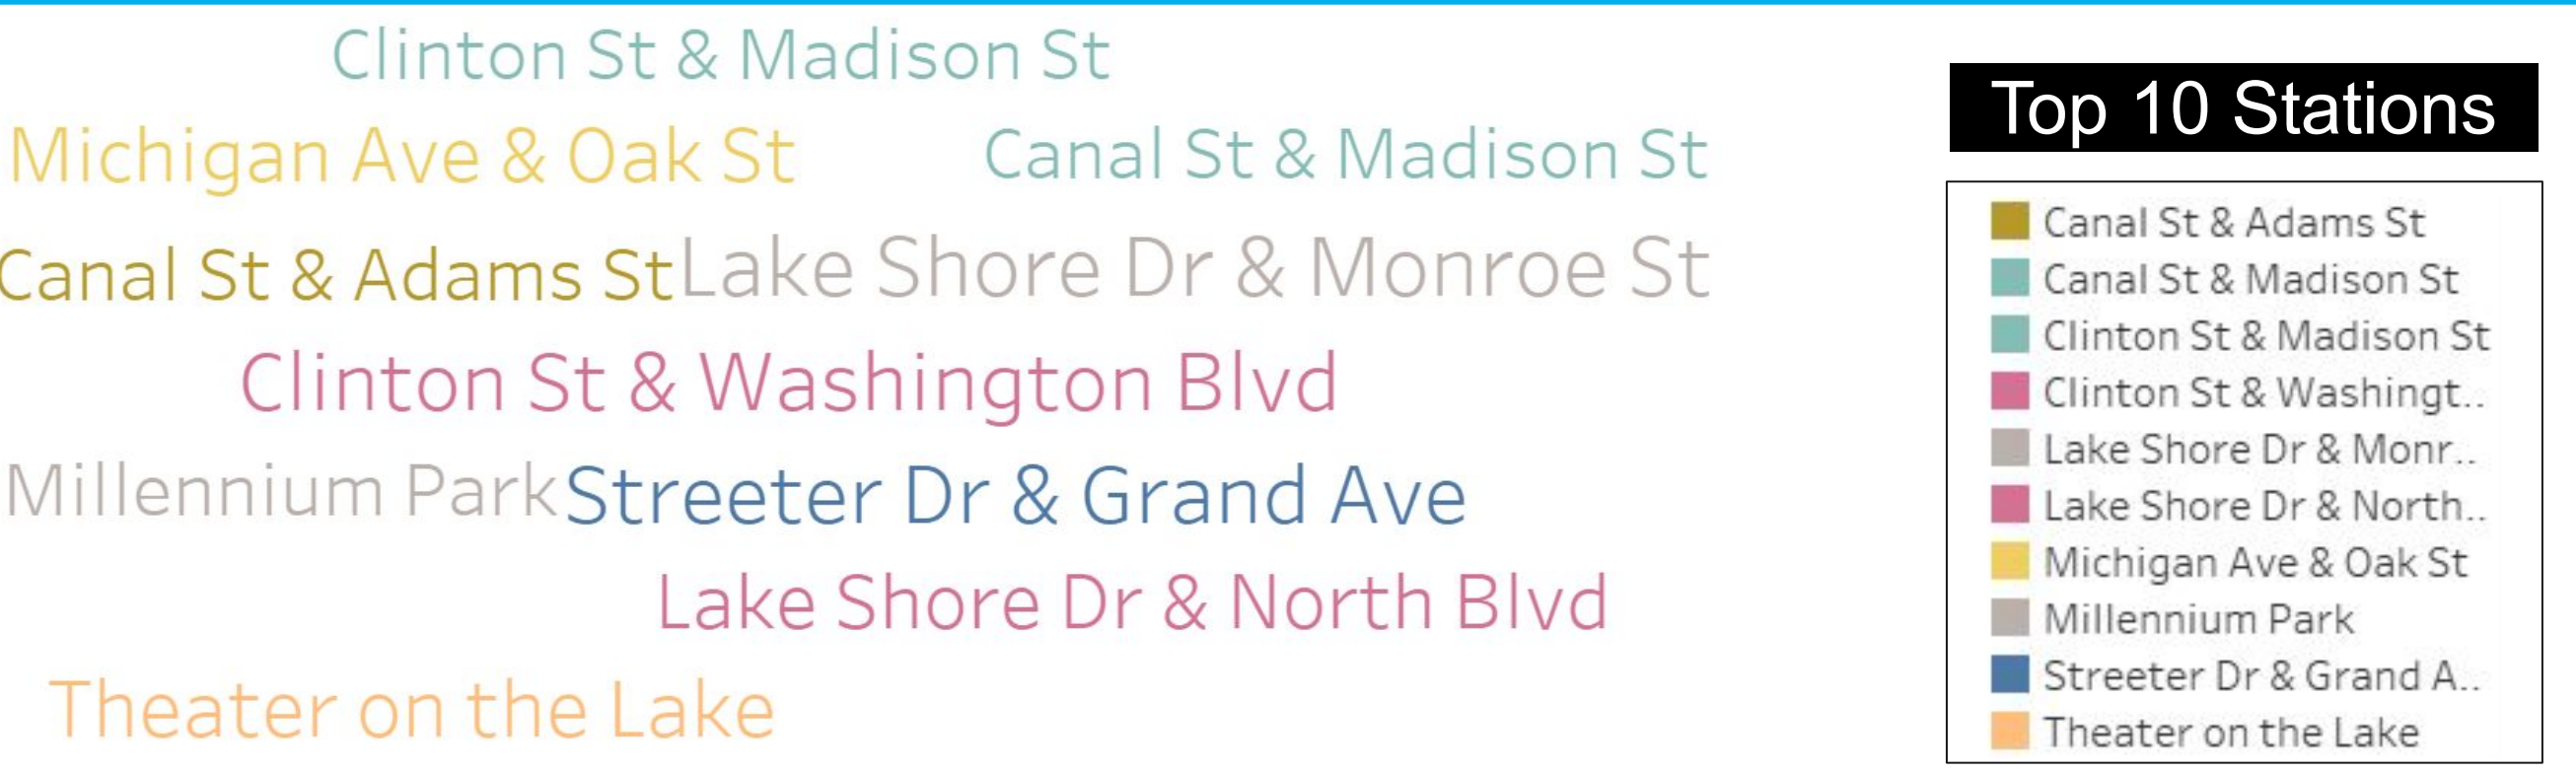 Clinton St & Madison St
Michigan Ave & Oak St
Canal St & Madison St
Canal St & Adams St
Lake Shore Dr & Monroe St
Clinton St & Washington Blvd
Millennium Park
Streeter Dr & Grand Ave
Lake Shore Dr & North Blvd
Theater on the Lake
Top 10 Stations
Canal St & Adams St
Canal St & Madison St
Clinton St & Madison St
Clinton St & Washingt..
Lake Shore Dr & Monr..
Lake Shore Dr & North..
Michigan Ave & Oak St
Millennium Park
Streeter Dr & Grand A..
Theater on the Lake